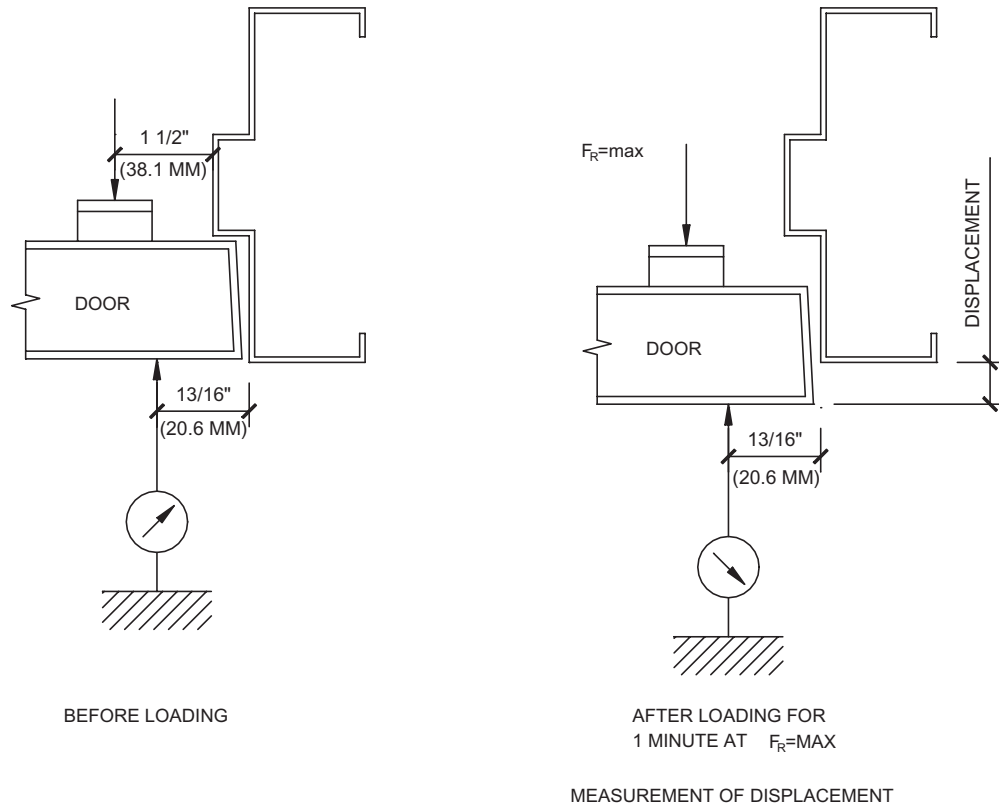 1 1/2"
(38.1 MM)
DOOR
13/16"
(20.6 MM)
BEFORE LOADING
F_R=max
DISPLACEMENT
DOOR
13/16"
(20.6 MM)
AFTER LOADING FOR
1 MINUTE AT F_R=MAX
MEASUREMENT OF DISPLACEMENT